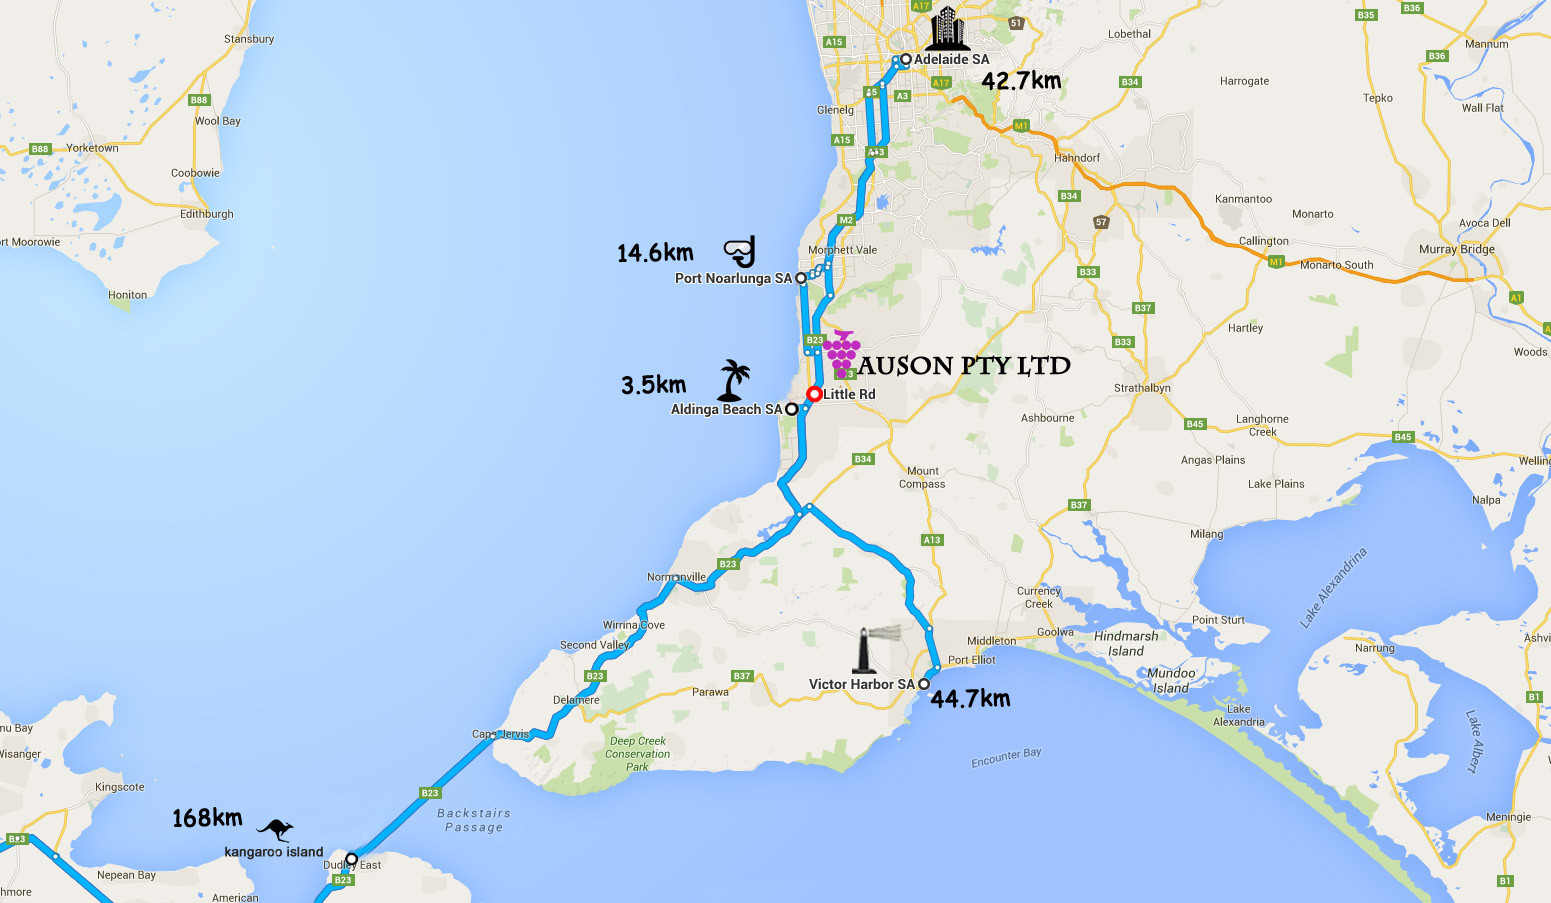 A17
B35
B36
Stansbury
A15
51
Lobethal
Mannum
Adelaide SA
B36
B88
A5
A3
A17
42.7km
B34
Harrogate
Tepko
Wool Bay
Glenelg
M1
Wall Flat
B88
Yorketown
A15
A13
Hahndorf
Coobowie
B34
Kanmantoo
Edithburgh
M2
57
Monarto
Avoca Dell
rt Moorowie
14.6km
Morphett Vale
Callington
Murray Bridge
Port Noarlunga SA
B33
M1
Monarto South
Honiton
B37
A1
B23
Hartley
B33
Woods
AUSON PTY LTD
3.5km
Little Rd
Strathalbyn
Aldinga Beach SA
Ashbourne
B45
Langhorne
Creek
B45
B34
Mount
Compass
Angas Plains
Welling
Lake Plains
B37
Nalpa
A13
Milang
B23
Normanville
Lake Alexandrina
Currency
Creek
Wirrina Cove
Point Sturt
Second Valley
Middleton
Goolwa
Hindmarsh
Island
Ashvi
Port Elliot
Narrung
B23
B37
Victor Harbor SA
Mundoo
Island
Delamere
Parawa
44.7km
B1
Lake
Alexandria
mu Bay
Cape Jervis
Deep Creek
Conservation
Park
Encounter Bay
Lake Albert
Wisanger
Kingscote
B23
168km
Backstairs
Passage
Meningie
kangaroo island
Dudley East
Nepean Bay
B23
B1
hmore
American